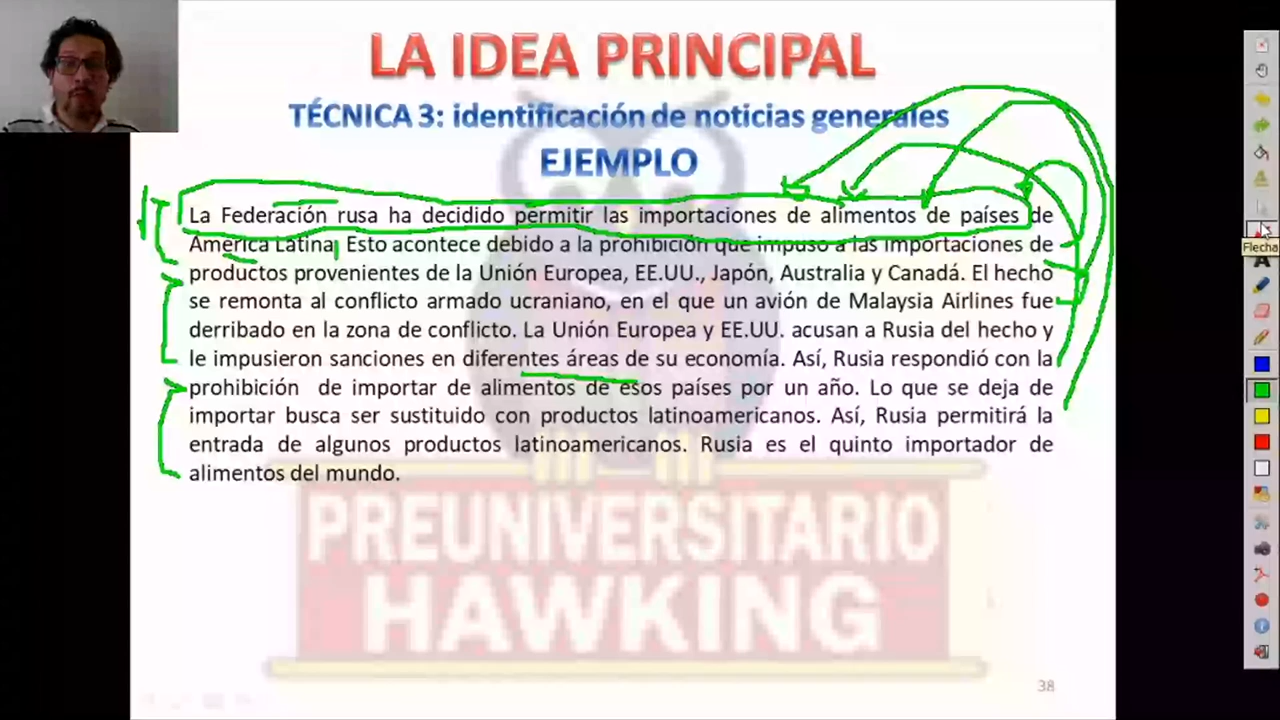 LA IDEA PRINCIPAL
TÉCNICA 3: identificación de noticias generales
EJEMPLO
La Federación rusa ha decidido permitir las importaciones de alimentos de países de
América Latina. Esto acontece debido a la prohibición que impuso a las importaciones de
productos provenientes de la Unión Europea, EE.UU., Japón, Australia y Canadá. El hecho
se remonta al conflicto armado ucraniano, en el que un avión de Malaysia Airlines fue
derribado en la zona de conflicto. La Unión Europea y EE.UU. acusan a Rusia del hecho y
le impusieron sanciones en diferentes áreas de su economía. Así, Rusia respondió con la
prohibición de importar de alimentos de esos países por un año. Lo que se deja de
importar busca ser sustituido con productos latinoamericanos. Así, Rusia permitirá la
entrada de algunos productos latinoamericanos. Rusia es el quinto importador de
alimentos del mundo.
PREUNIVERSITARIO
HAWKING
38
Flecha
A